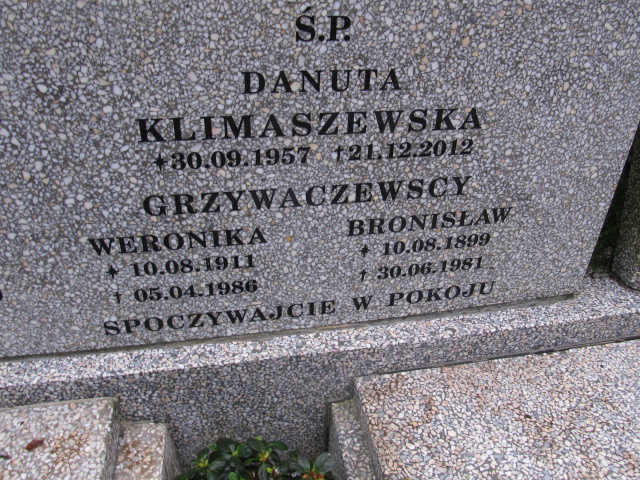 Ś.P.
DANUTA
KLIMASZEWSKA
*30.09.1957 †21.12.2012
GRZYWACZEWSCY
WERONIKA
* 10.08.1911
† 05.04.1986
BRONISŁAW
* 10.08.1899
† 30.06.1981
SPOCZYWAJCIE W POKOJU